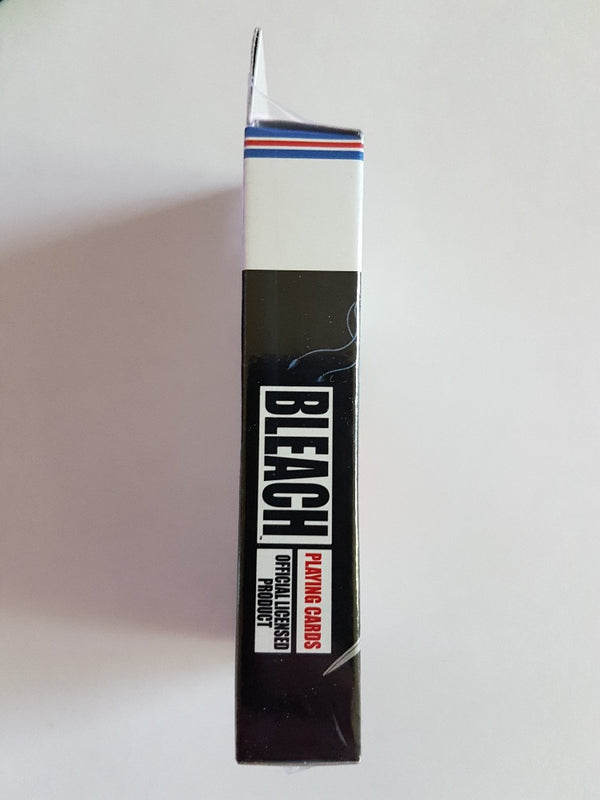 BLEACH
PLAYING CARDS
OFFICIAL LICENSED
PRODUCT